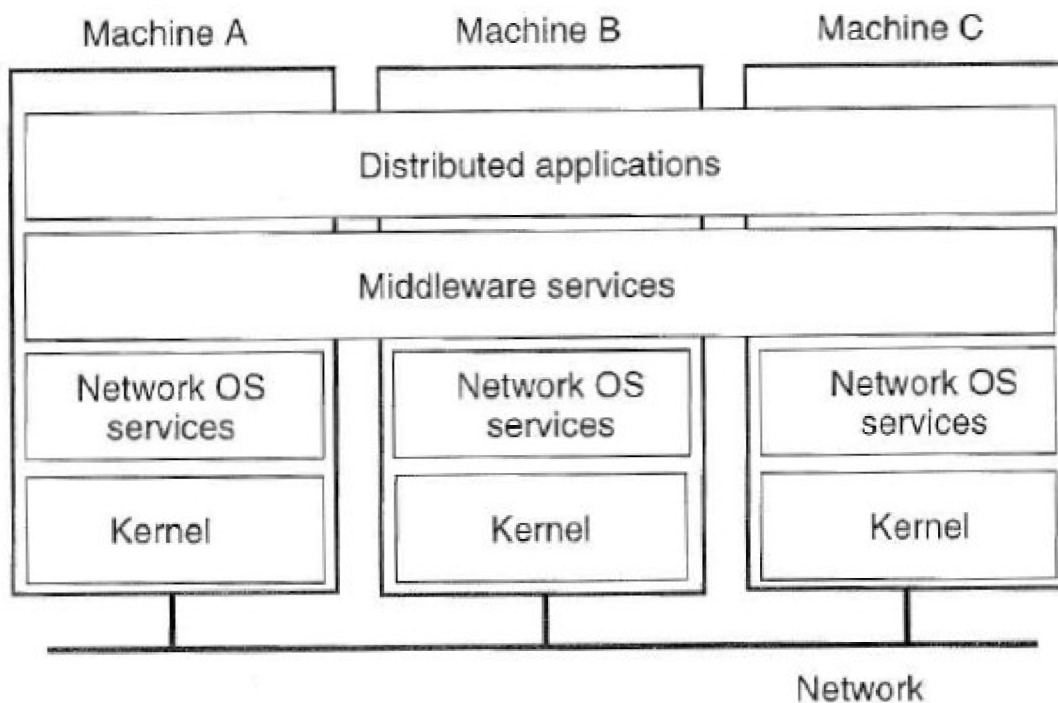 Machine A
Machine B
Machine C
Distributed applications
Middleware services
Network OS
services
Network OS
services
Network OS
services
Kernel
Kernel
Kernel
Network